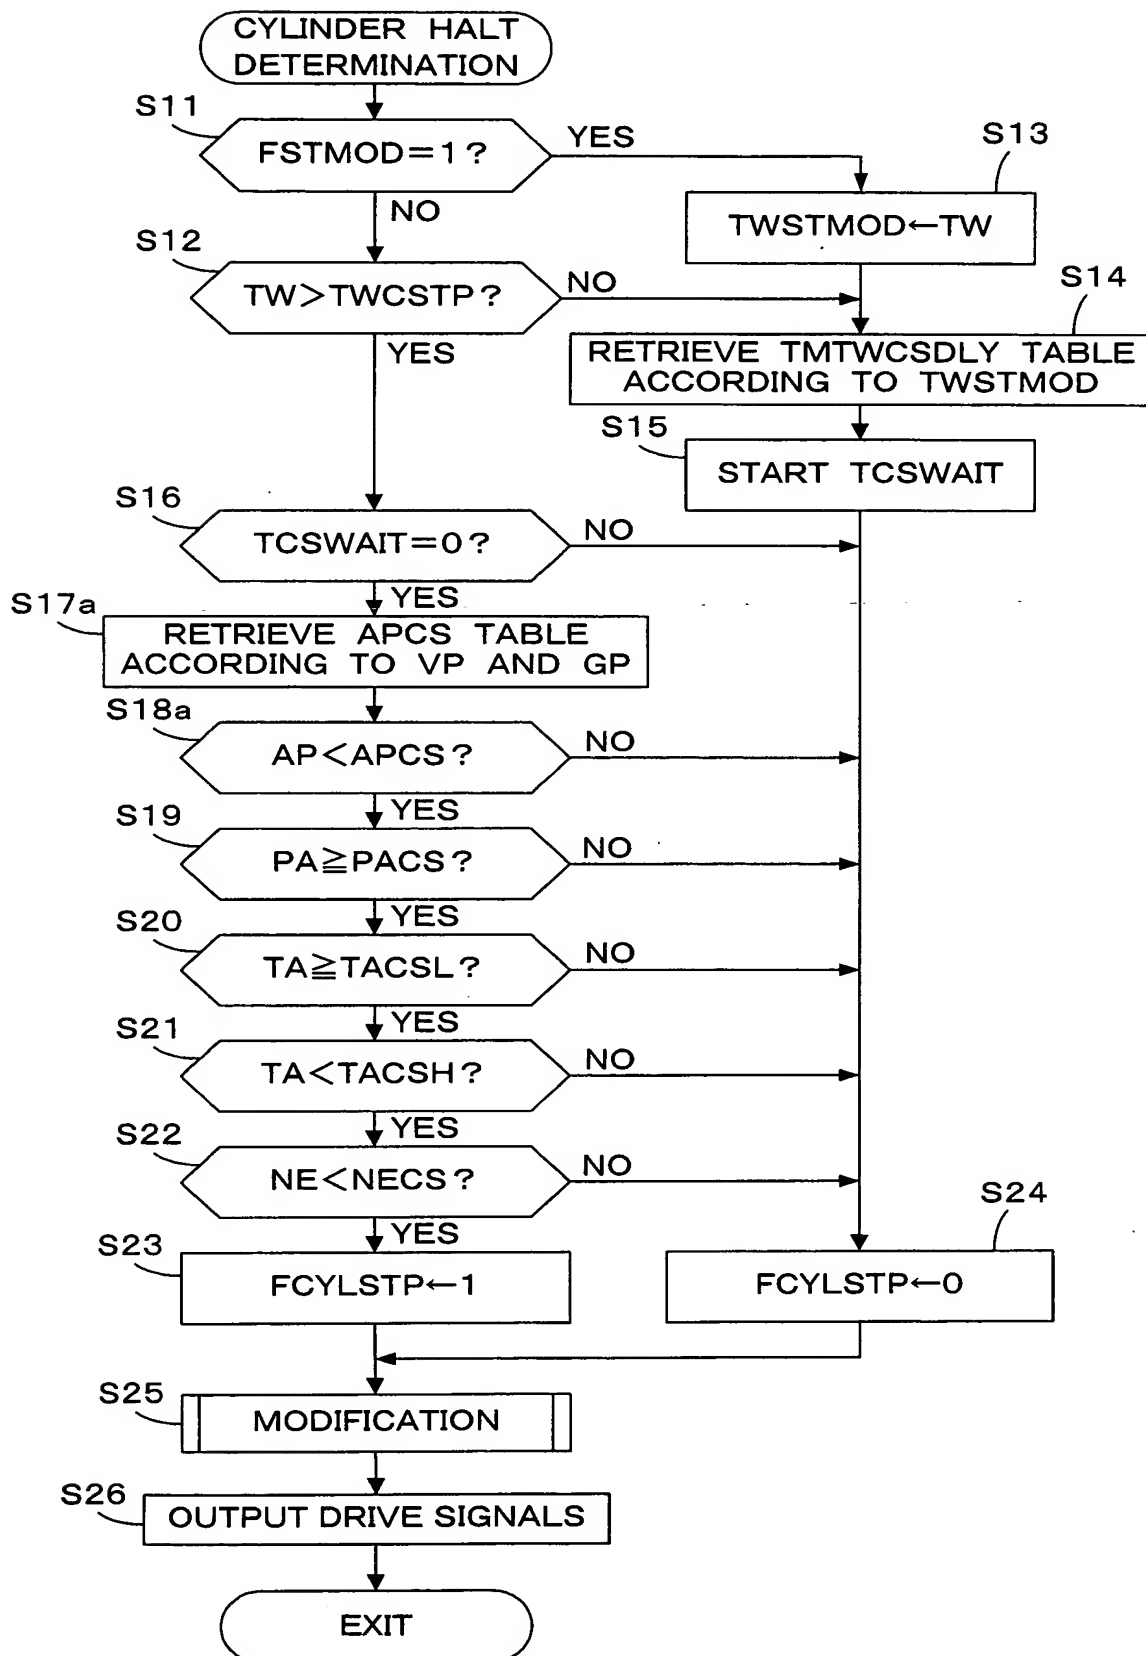 CYLINDER HALT
DETERMINATION
S11
FSTMOD=1?
YES
S13
NO
TWSTMOD←TW
S12
TW>TWCSTP?
NO
S14
YES
RETRIEVE TMTWCSDLY TABLE
ACCORDING TO TWSTMOD
S15
START TCSWAIT
S16
TCSWAIT=0?
NO
YES
S17a
RETRIEVE APCS TABLE
ACCORDING TO VP AND GP
S18a
AP<APCS?
NO
YES
S19
PA≧PACS?
NO
YES
S20
TA≧TACSL?
NO
YES
S21
TA<TACSH?
NO
YES
S22
NE<NECS?
NO
YES
S24
S23
FCYLSTP←1
FCYLSTP←0
S25
MODIFICATION
S26
OUTPUT DRIVE SIGNALS
EXIT